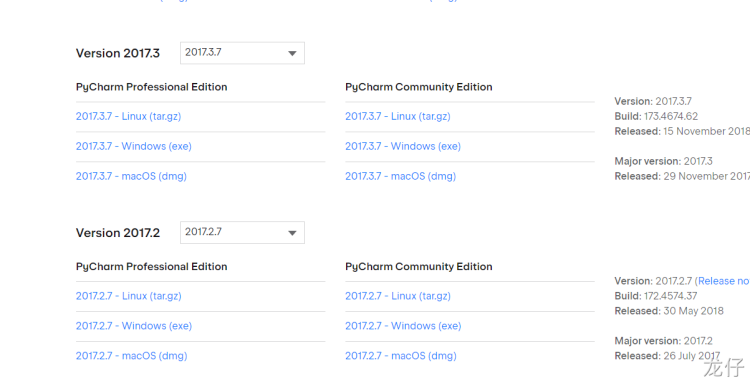 Version 2017.3
2017.3.7
PyCharm Professional Edition
PyCharm Community Edition
2017.3.7 - Linux (tar.gz)
2017.3.7 - Linux (tar.gz)
2017.3.7 - Windows (exe)
2017.3.7 - Windows (exe)
2017.3.7 - macOS (dmg)
2017.3.7 - macOS (dmg)
Version: 2017.3.7
Build: 173.4674.62
Released: 15 November 2018
Major version: 2017.3
Released: 29 November 2017
Version 2017.2
2017.2.7
PyCharm Professional Edition
PyCharm Community Edition
2017.2.7 - Linux (tar.gz)
2017.2.7 - Linux (tar.gz)
2017.2.7 - Windows (exe)
2017.2.7 - Windows (exe)
2017.2.7 - macOS (dmg)
2017.2.7 - macOS (dmg)
Version: 2017.2.7 (Release no
Build: 172.4574.37
Released: 30 May 2018
Major version: 2017.2
Released: 26 July 2017
龙仔